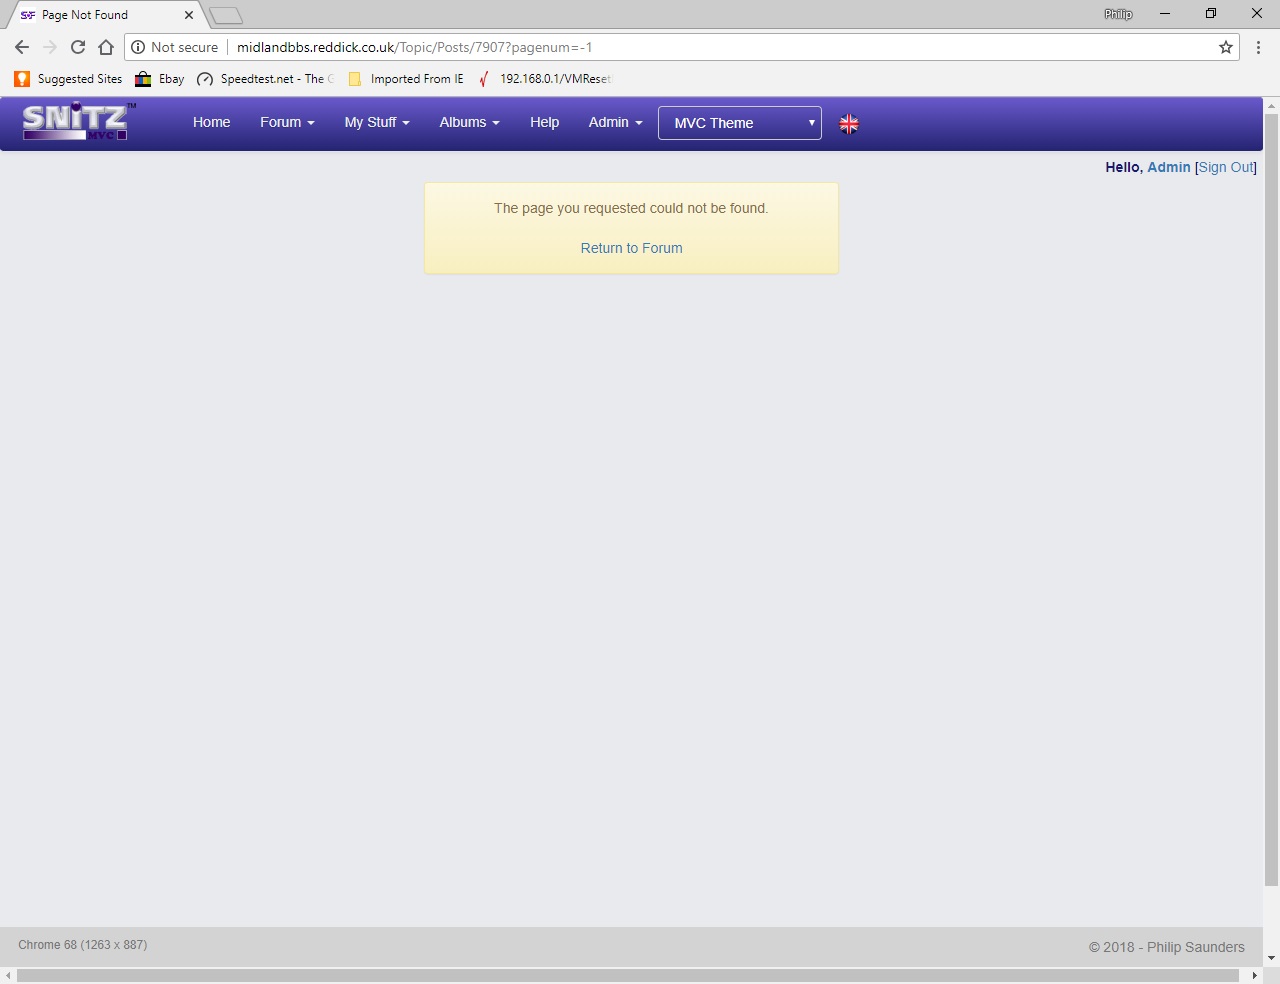 Page Not Found
Philip
Not secure midlandbbs.reddick.co.uk/Topic/Posts/7907?pagenum=-1
Suggested Sites Ebay Speedtest.net - The G Imported From IE 192.168.0.1/VMReset
SNiTZ™ MVC Home Forum My Stuff Albums Help Admin MVC Theme
Hello, Admin [Sign Out]
The page you requested could not be found.
Return to Forum
Chrome 68 (1263 x 887)
© 2018 - Philip Saunders